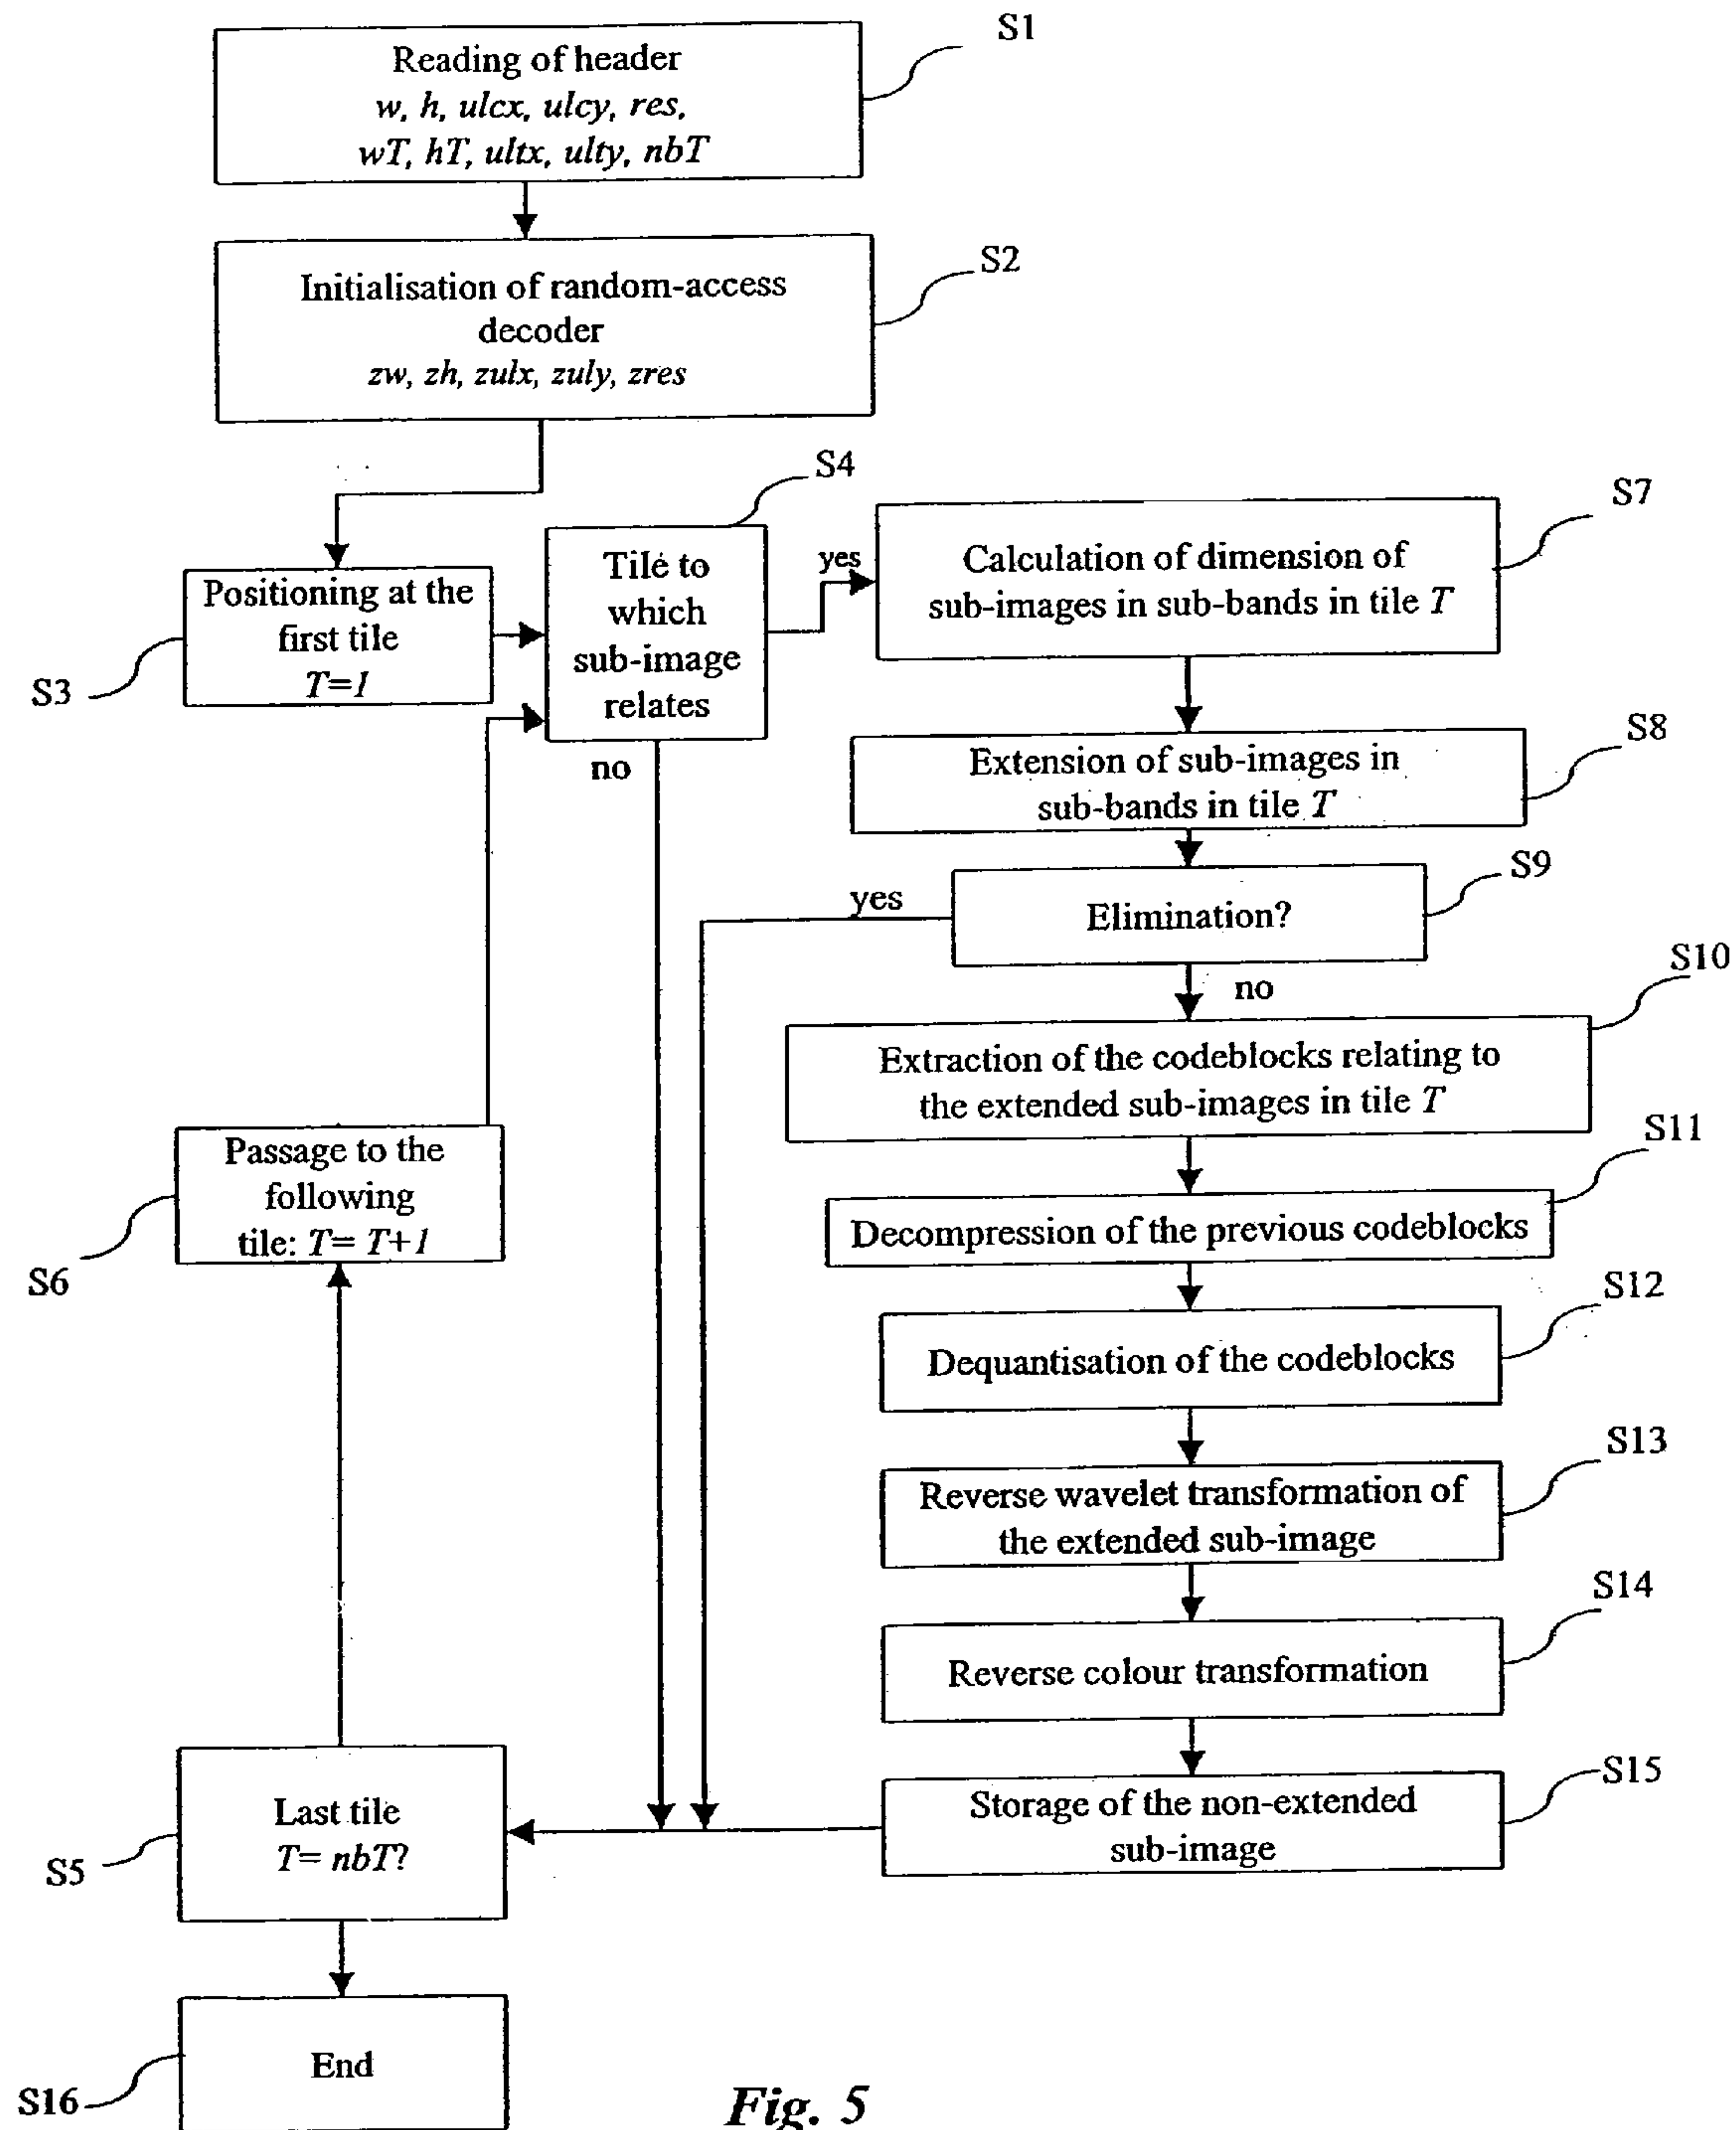 S1
Reading of header
w, h, ulcx, ulcy, res,
wT, hT, ultx, ulty, nbT
S2
Initialisation of random-access
decoder
zw, zh, zulx, zuly, zres
S3
Positioning at the
first tile
T=1
S4
Tile to
which
sub-image
relates
yes
no
S7
Calculation of dimension of
sub-images in sub-bands in tile T
S8
Extension of sub-images in
sub-bands in tile T
S9
Elimination?
yes
no
S10
Extraction of the codeblocks relating to
the extended sub-images in tile T
S11
Decompression of the previous codeblocks
S6
Passage to the
following
tile: T= T+1
S12
Dequantisation of the codeblocks
S13
Reverse wavelet transformation of
the extended sub-image
S14
Reverse colour transformation
S15
Storage of the non-extended
sub-image
S5
Last tile
T= nbT?
S16
End
Fig. 5